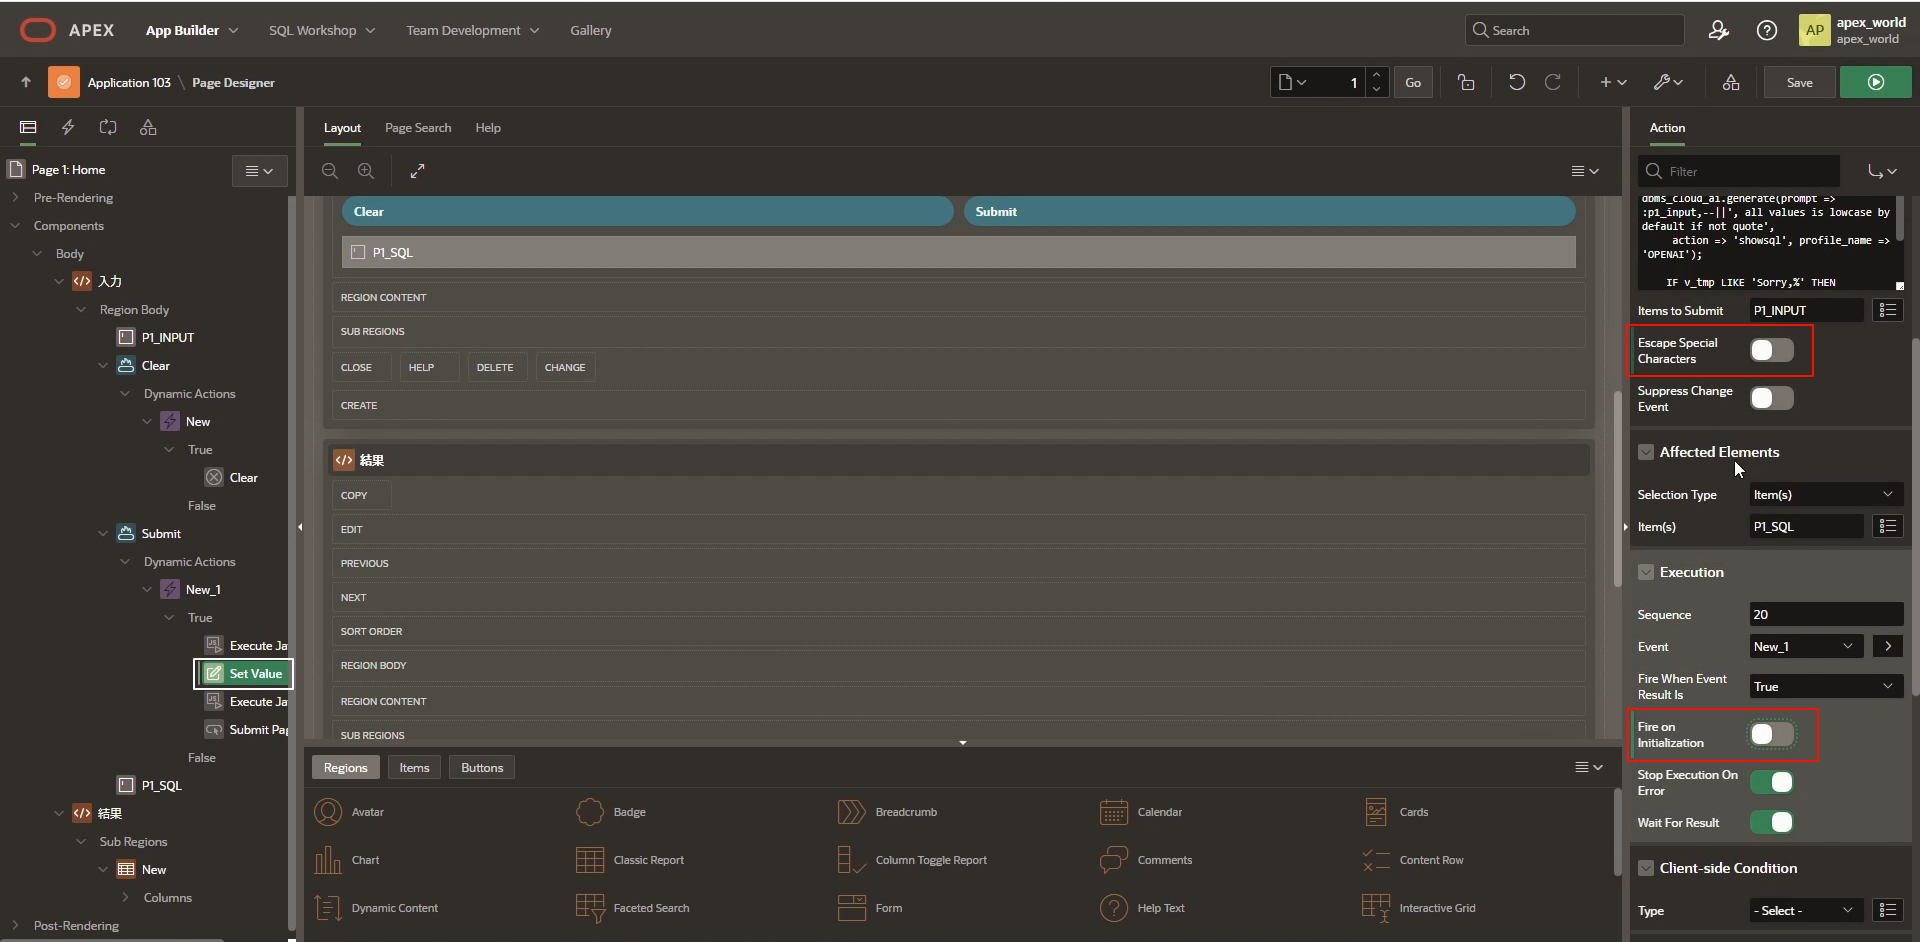 APEX App Builder SQL Workshop Team Development Gallery Search AP apex_world
apex_world
Application 103 \ Page Designer 1 Go Save
Page 1: Home
Pre-Rendering
Components
Body
入力
Region Body
P1_INPUT
Clear
Dynamic Actions
New
True
Clear
False
Submit
Dynamic Actions
New_1
True
Execute Ja
Set Value
Execute Ja
Submit Pag
False
P1_SQL
結果
Sub Regions
New
Columns
Post-Rendering
Layout Page Search Help
Clear Submit
P1_SQL
REGION CONTENT
SUB REGIONS
CLOSE HELP DELETE CHANGE
CREATE
結果
COPY
EDIT
PREVIOUS
NEXT
SORT ORDER
REGION BODY
REGION CONTENT
SUB REGIONS
Regions Items Buttons
Avatar Badge Breadcrumb Calendar Cards
Chart Classic Report Column Toggle Report Comments Content Row
Dynamic Content Faceted Search Form Help Text Interactive Grid
Action
Filter
dbms_cloud_ai.generate(prompt =>
:p1_input,--||', all values is lowcase by
default if not quote',
action => 'showsql', profile_name =>
'OPENAI');
IF v_tmp LIKE 'Sorry,%' THEN
Items to Submit P1_INPUT
Escape Special
Characters
Suppress Change
Event
Affected Elements
Selection Type Item(s)
Item(s) P1_SQL
Execution
Sequence 20
Event New_1
Fire When Event
Result Is True
Fire on
Initialization
Stop Execution On
Error
Wait For Result
Client-side Condition
Type - Select -